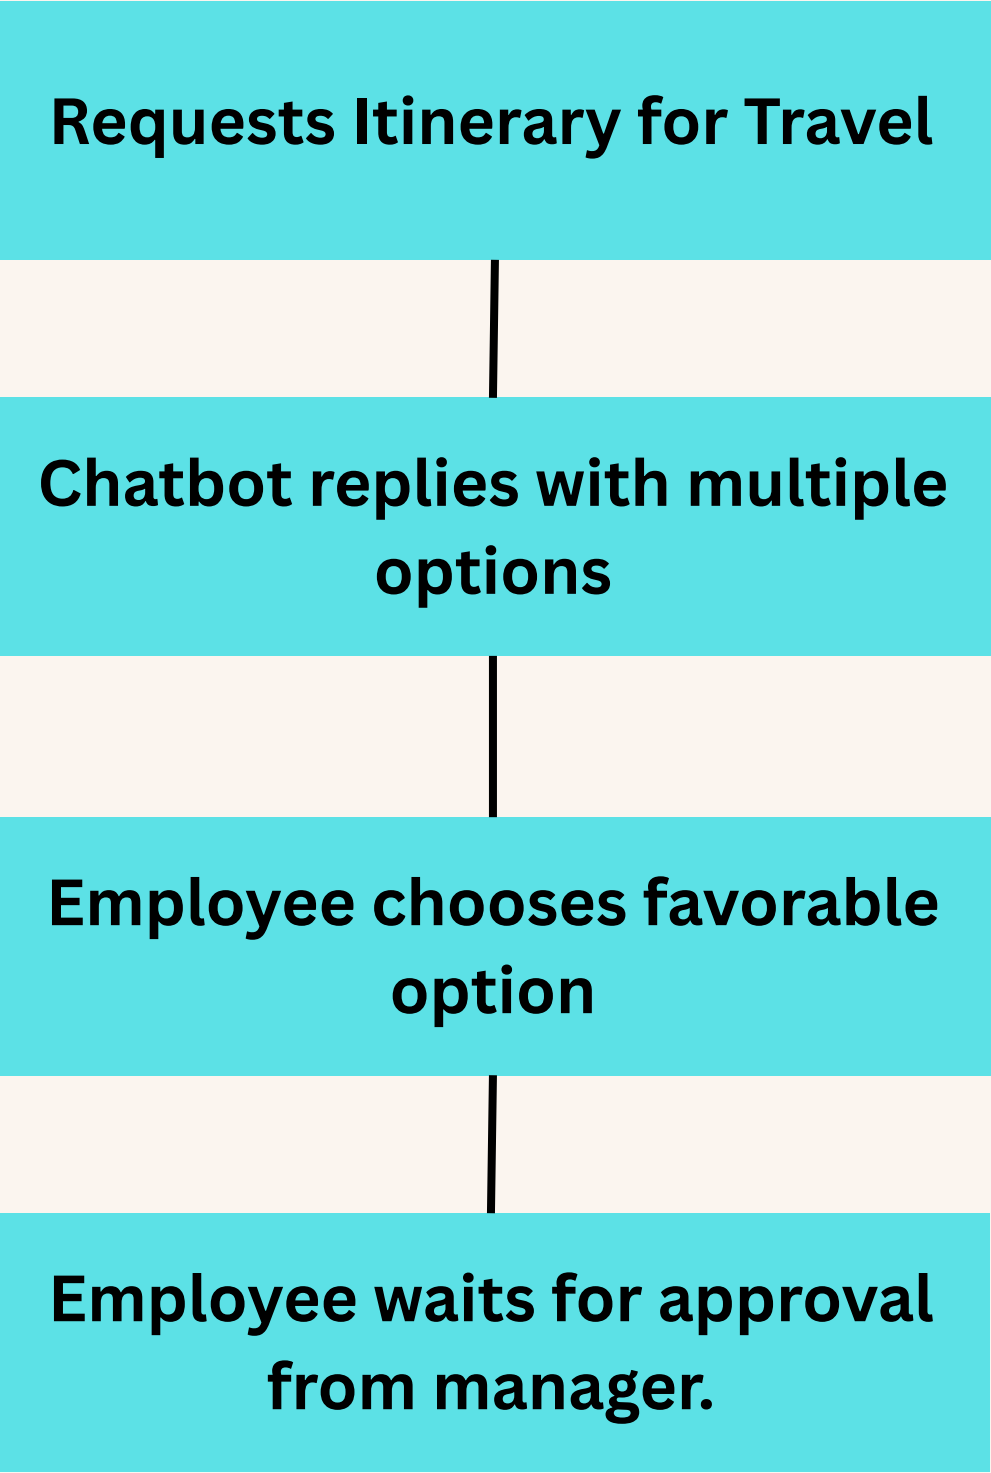 Requests Itinerary for Travel
Chatbot replies with multiple
options
Employee chooses favorable
option
Employee waits for approval
from manager.